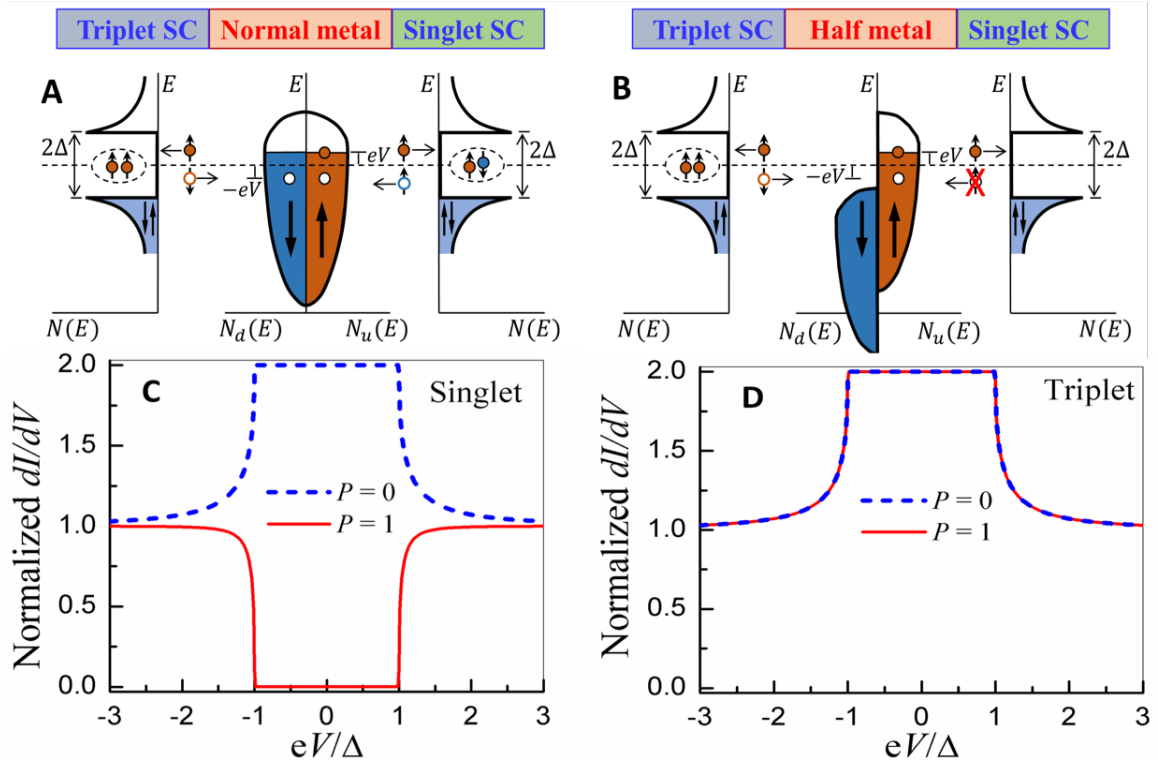 Triplet SC Normal metal Singlet SC
Triplet SC Half metal Singlet SC
A E E
2Δ eV 2Δ
−eV
N(E) N_d(E) N_u(E) N(E)
B E E
2Δ eV 2Δ
−eV
X
N(E) N_d(E) N_u(E) N(E)
C Singlet
Normalized dI/dV
2.0
1.5
1.0
0.5
0.0
P = 0
P = 1
-3 -2 -1 0 1 2 3
eV/Δ
D Triplet
Normalized dI/dV
2.0
1.5
1.0
0.5
0.0
P = 0
P = 1
-3 -2 -1 0 1 2 3
eV/Δ